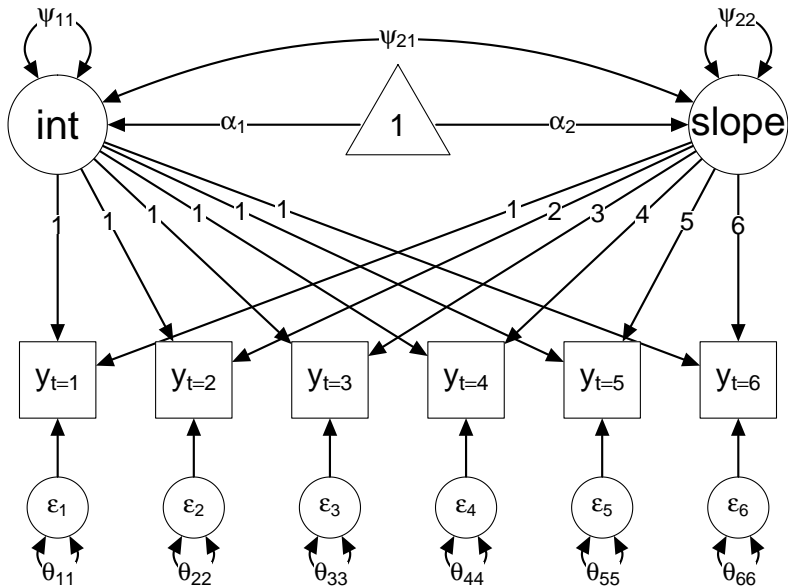 ψ₁₁ ψ₂₁ ψ₂₂
int α₁ 1 α₂ slope
1 1 1 1 1 1 1 2 3 4 5 6
yₜ₌₁ yₜ₌₂ yₜ₌₃ yₜ₌₄ yₜ₌₅ yₜ₌₆
ε₁ ε₂ ε₃ ε₄ ε₅ ε₆
θ₁₁ θ₂₂ θ₃₃ θ₄₄ θ₅₅ θ₆₆